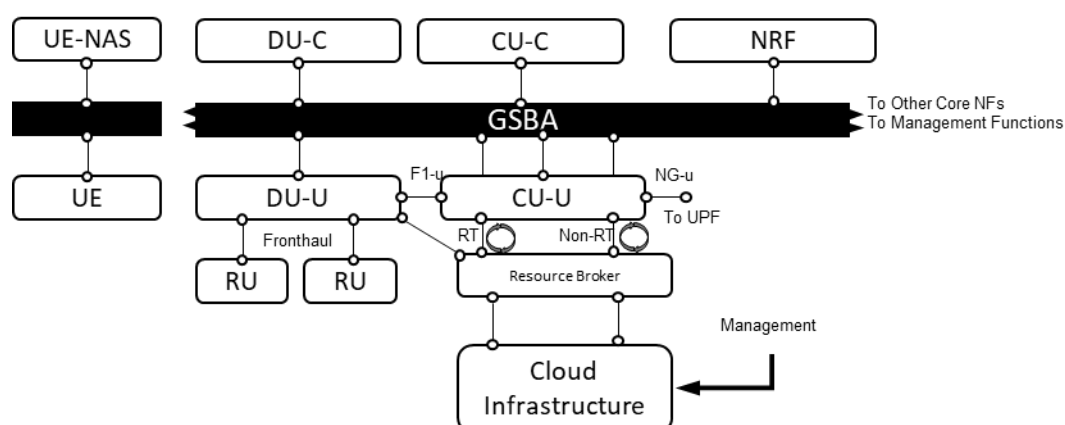 UE-NAS
DU-C
CU-C
NRF
To Other Core NFs
GSBA
To Management Functions
F1-u
NG-u
UE
DU-U
CU-U
To UPF
RT
Non-RT
Fronthaul
RU
RU
Resource Broker
Management
Cloud
Infrastructure